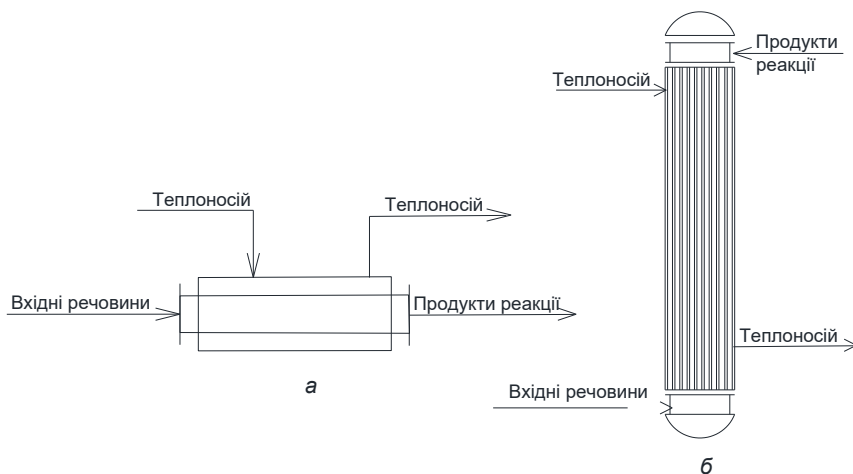 Теплоносій
Теплоносій
Вхідні речовини
Продукти реакції
а
Продукти
реакції
Теплоносій
Теплоносій
Вхідні речовини
б